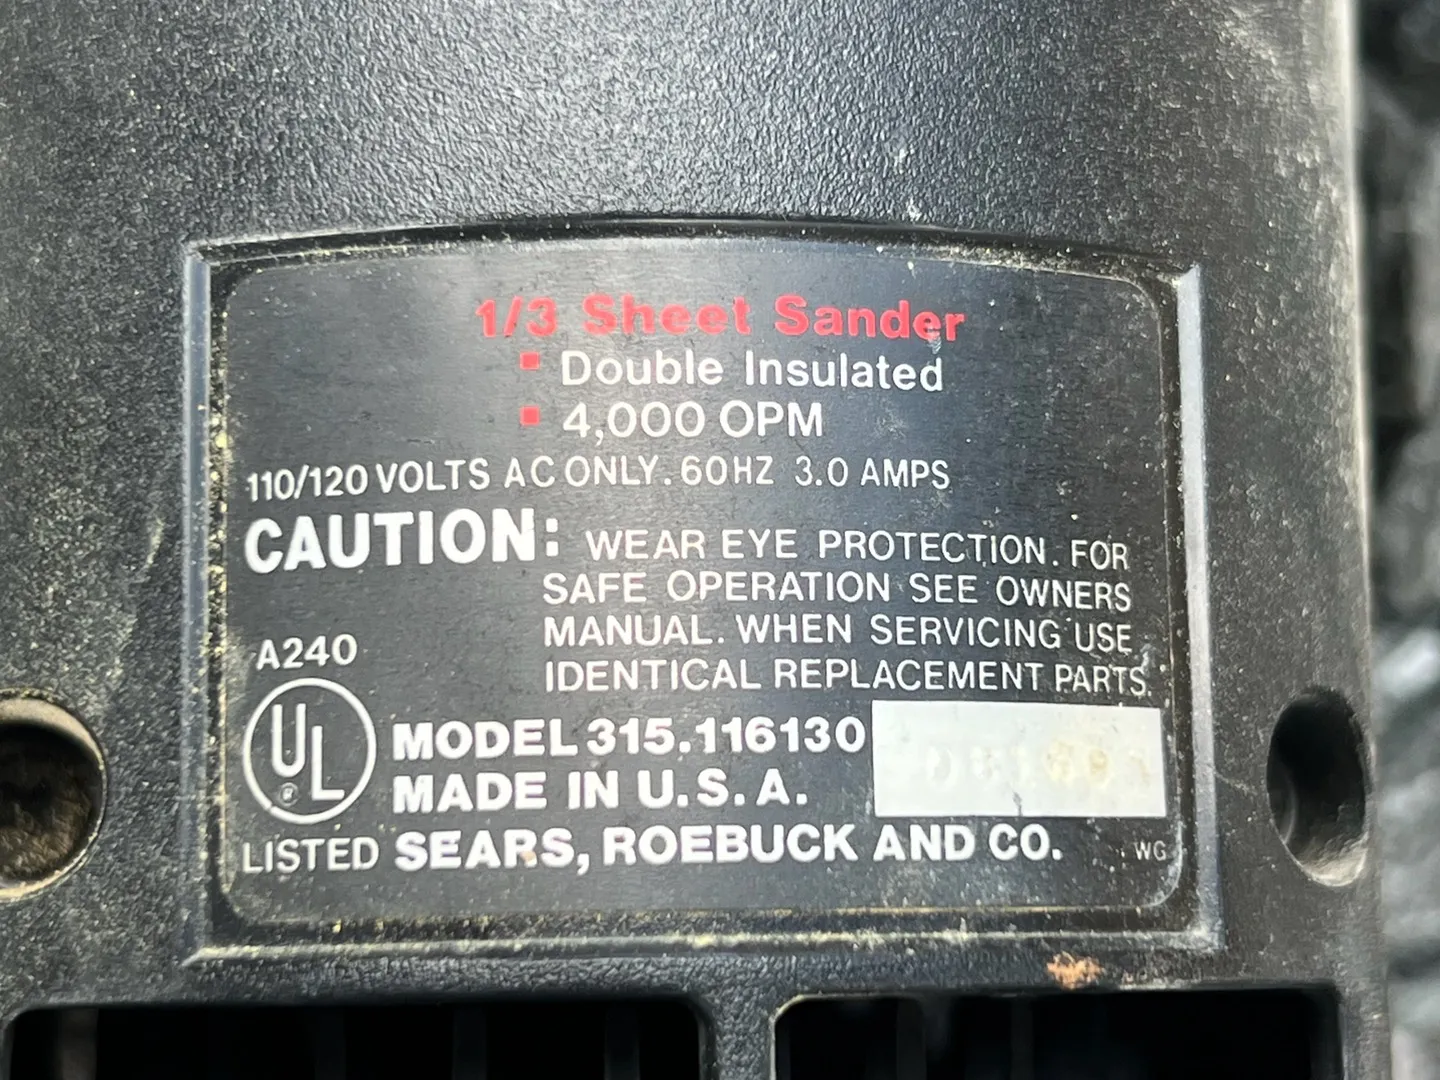 1/3 Sheet Sander
Double Insulated
4,000 OPM
110/120 VOLTS AC ONLY. 60HZ 3.0 AMPS
CAUTION: WEAR EYE PROTECTION. FOR
SAFE OPERATION SEE OWNERS
MANUAL. WHEN SERVICING USE
IDENTICAL REPLACEMENT PARTS.
A240
UL ®
MODEL 315.116130
MADE IN U.S.A.
LISTED SEARS, ROEBUCK AND CO. WG